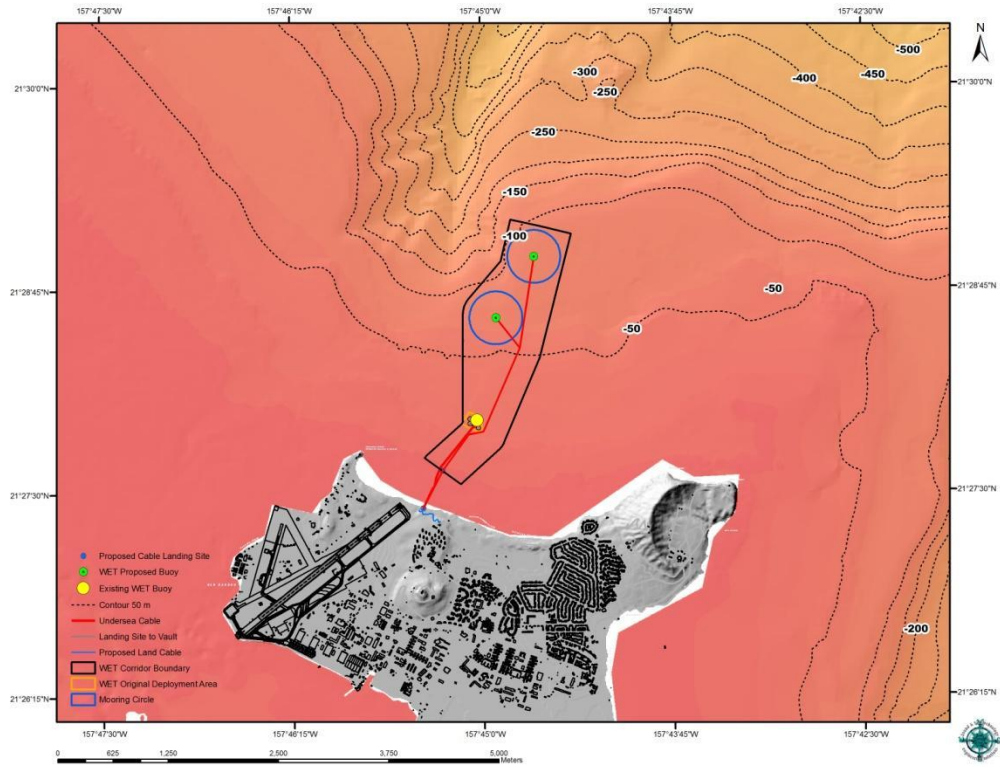 157°47'30"W 157°46'15"W 157°45'0"W 157°43'45"W 157°42'30"W
N
21°30'0"N 21°30'0"N
-500
-450
-400
-300
-250
-250
-150
-100
21°28'45"N 21°28'45"N
-50
-50
21°27'30"N 21°27'30"N
-200
Proposed Cable Landing Site
WET Proposed Buoy
Existing WET Buoy
Contour 50 m
Undersea Cable
Landing Site to Vault
Proposed Land Cable
WET Corridor Boundary
WET Original Deployment Area
Mooring Circle
21°26'15"N 21°26'15"N
157°47'30"W 157°46'15"W 157°45'0"W 157°43'45"W 157°42'30"W
0 625 1,250 2,500 3,750 5,000
Meters